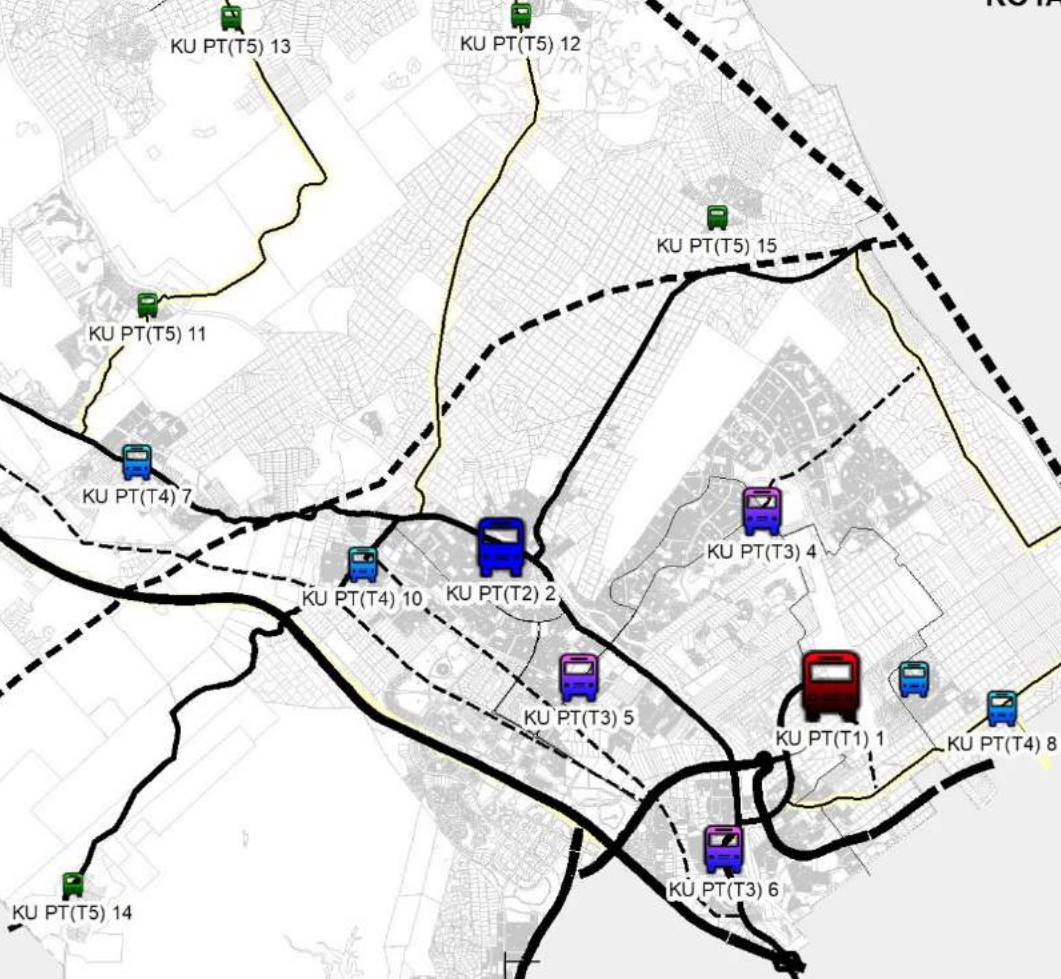 KU PT(T5) 13
KU PT(T5) 12
KU PT(T5) 15
KU PT(T5) 11
KU PT(T4) 7
KU PT(T3) 4
KU PT(T4) 10
KU PT(T2) 2
KU PT(T3) 5
KU PT(T1) 1
KU PT(T4) 8
KU PT(T3) 6
KU PT(T5) 14